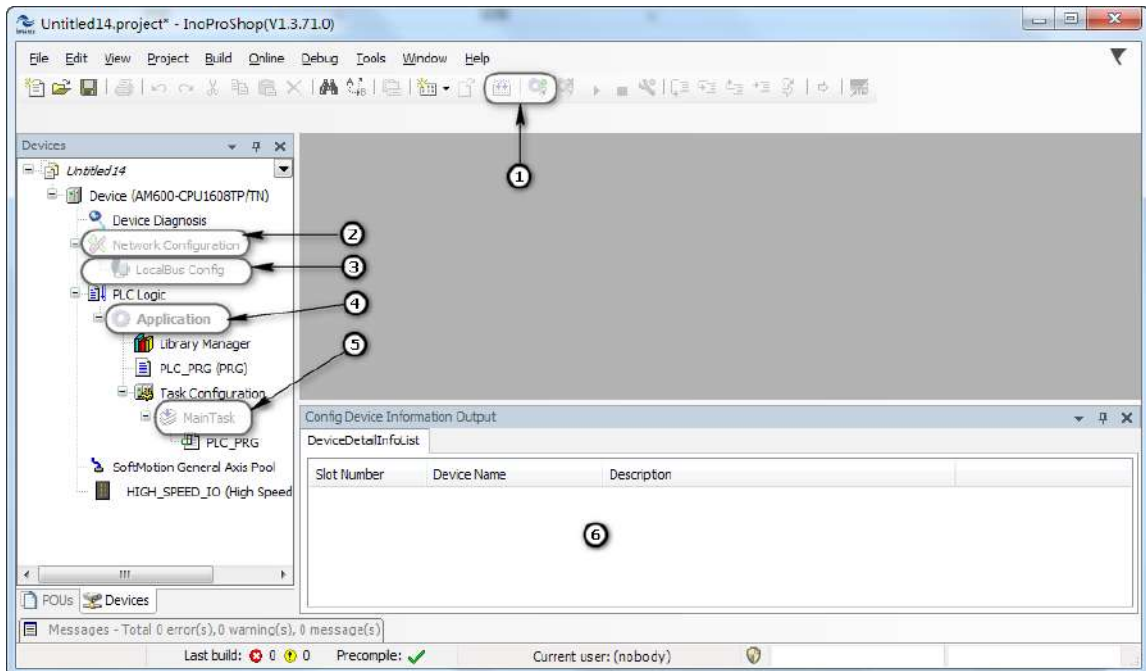 Untitled14.project* - InoProShop(V1.3.71.0)
File Edit View Project Build Online Debug Tools Window Help
1
Devices
Untitled14
Device (AM600-CPU1608TP/TN)
Device Diagnosis
Network Configuration
2
LocalBus Config
3
PLC Logic
Application
4
Library Manager
5
PLC_PRG (PRG)
Task Configuration
MainTask
PLC_PRG
SoftMotion General Axis Pool
HIGH_SPEED_IO (High Speed
Config Device Information Output
DeviceDetailInfoList
Slot Number Device Name Description
6
POUs Devices
Messages - Total 0 error(s), 0 warning(s), 0 message(s)
Last build: 0 0 Precompile: Current user: (nobody)